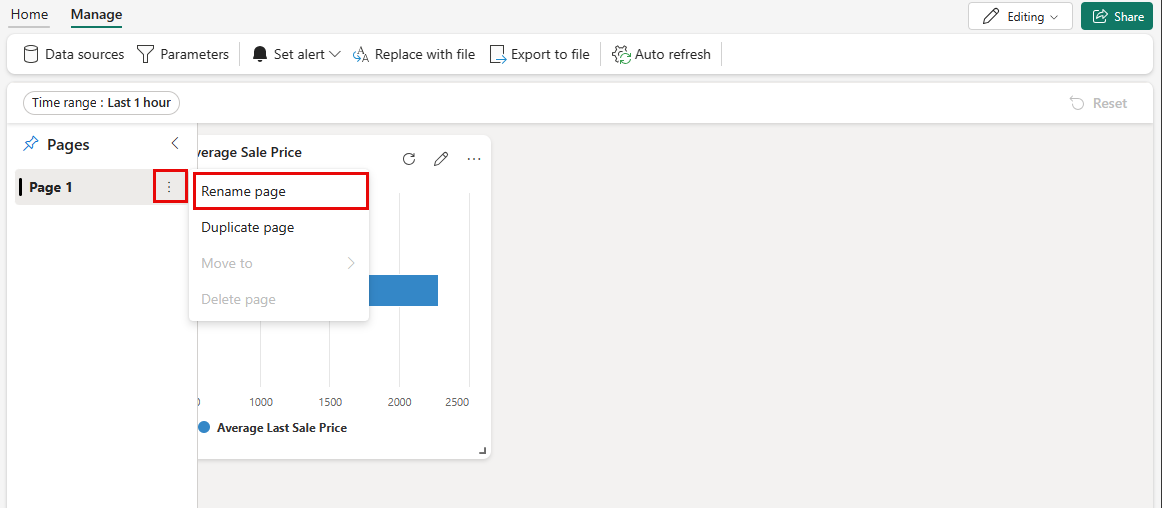 Home Manage Editing Share
Data sources Parameters Set alert Replace with file Export to file Auto refresh
Time range : Last 1 hour Reset
Pages
verage Sale Price
Page 1
Rename page
Duplicate page
Move to
Delete page
1000 1500 2000 2500
Average Last Sale Price